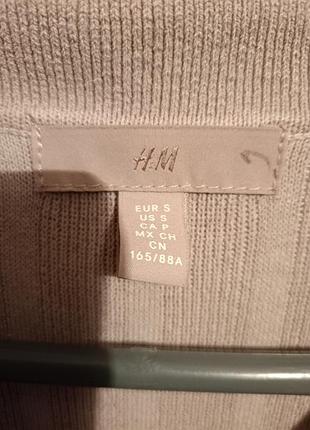 H&M
EUR S
US S
CA P
MX CH
CN
165/88A